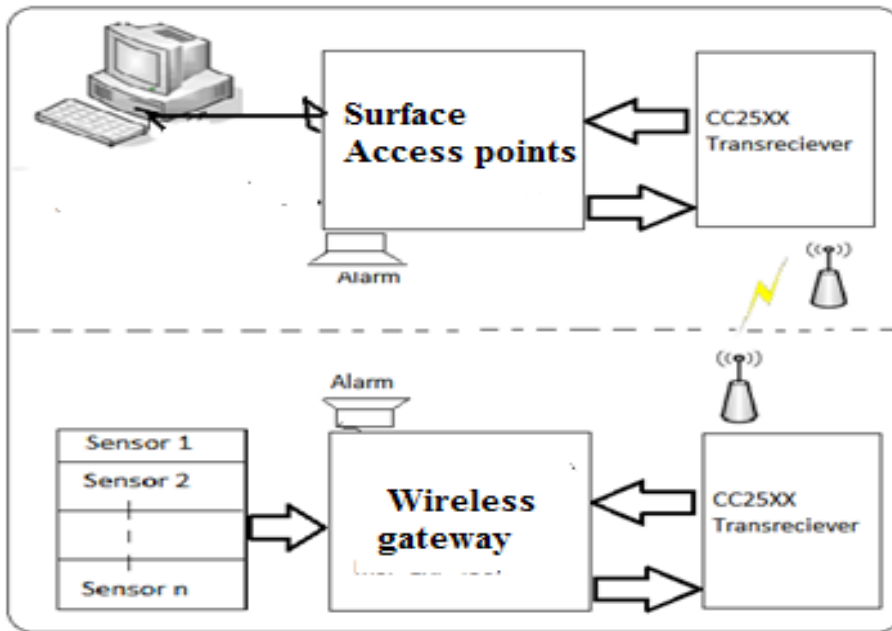 Surface
Access points
CC25XX
Transreciever
Alarm
Alarm
Sensor 1
Sensor 2
Sensor n
Wireless
gateway
CC25XX
Transreciever